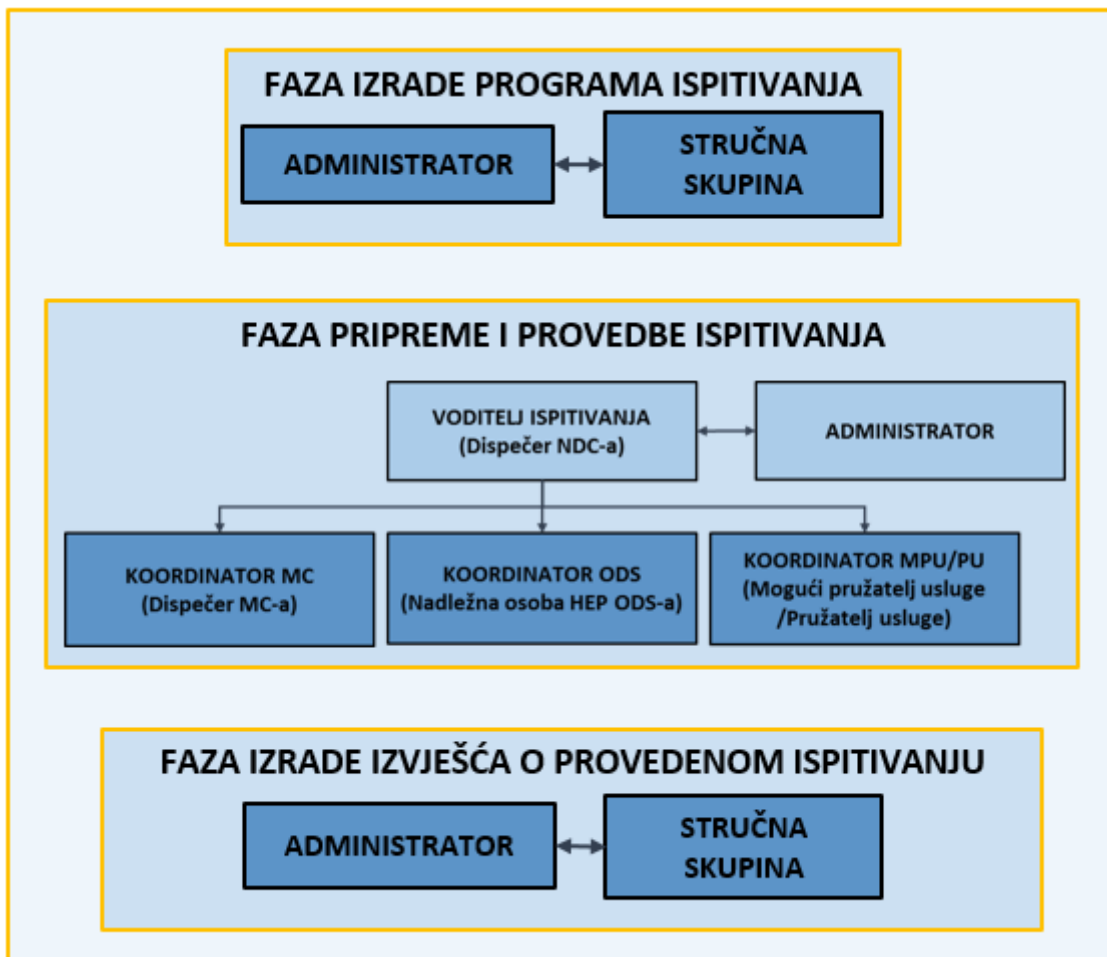 FAZA IZRADE PROGRAMA ISPITIVANJA
ADMINISTRATOR
STRUČNA
SKUPINA
FAZA PRIPREME I PROVEDBE ISPITIVANJA
VODITELJ ISPITIVANJA
(Dispečer NDC-a)
ADMINISTRATOR
KOORDINATOR MC
(Dispečer MC-a)
KOORDINATOR ODS
(Nadležna osoba HEP ODS-a)
KOORDINATOR MPU/PU
(Mogući pružatelj usluge
/Pružatelj usluge)
FAZA IZRADE IZVJEŠĆA O PROVEDENOM ISPITIVANJU
ADMINISTRATOR
STRUČNA
SKUPINA